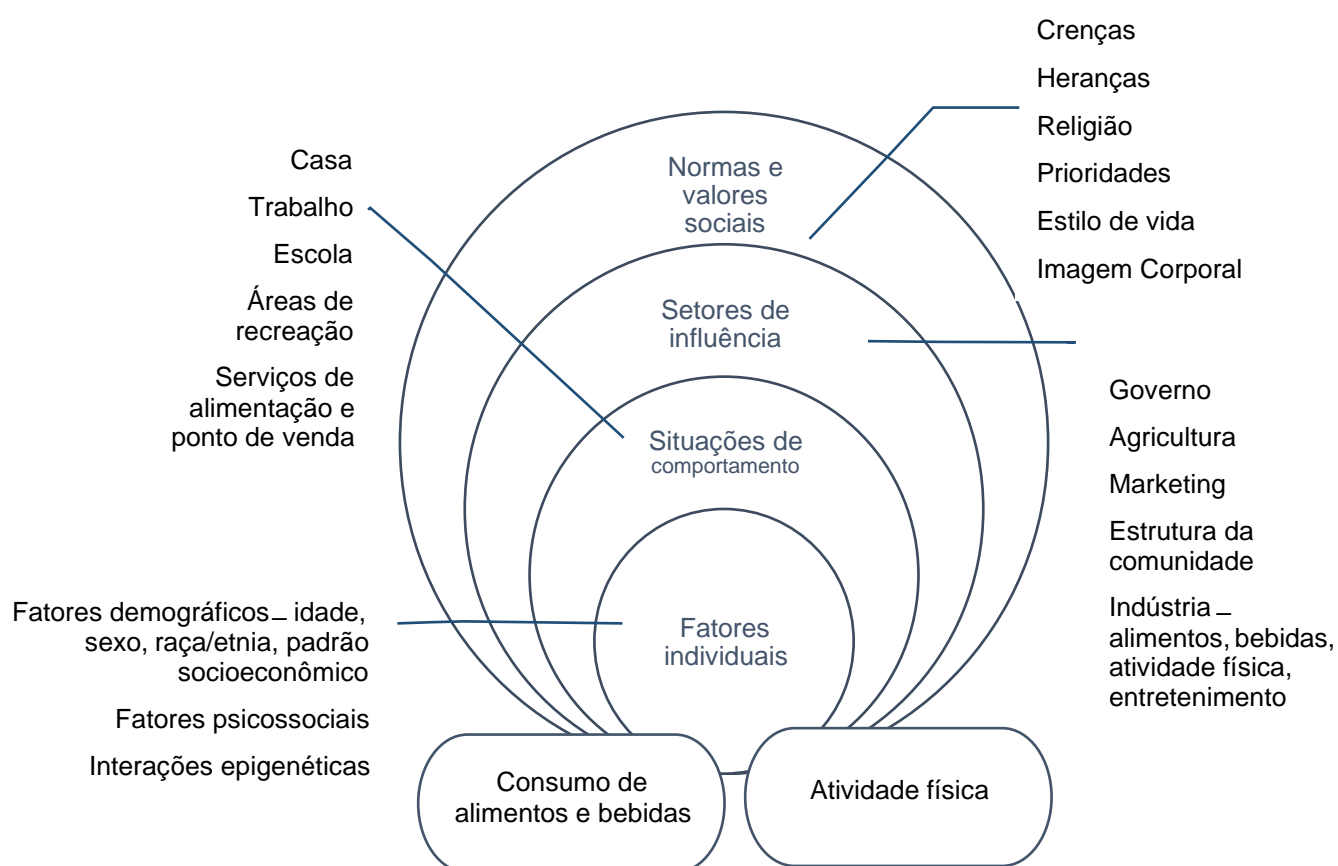 Crenças
Heranças
Religião
Prioridades
Estilo de vida
Imagem Corporal
Casa
Trabalho
Escola
Áreas de
recreação
Serviços de
alimentação e
ponto de venda
Normas e
valores
sociais
Setores de
influência
Situações de
comportamento
Fatores
individuais
Governo
Agricultura
Marketing
Estrutura da
comunidade
Indústria –
alimentos, bebidas,
atividade física,
entretenimento
Fatores demográficos – idade,
sexo, raça/etnia, padrão
socioeconômico
Fatores psicossociais
Interações epigenéticas
Consumo de
alimentos e bebidas
Atividade física